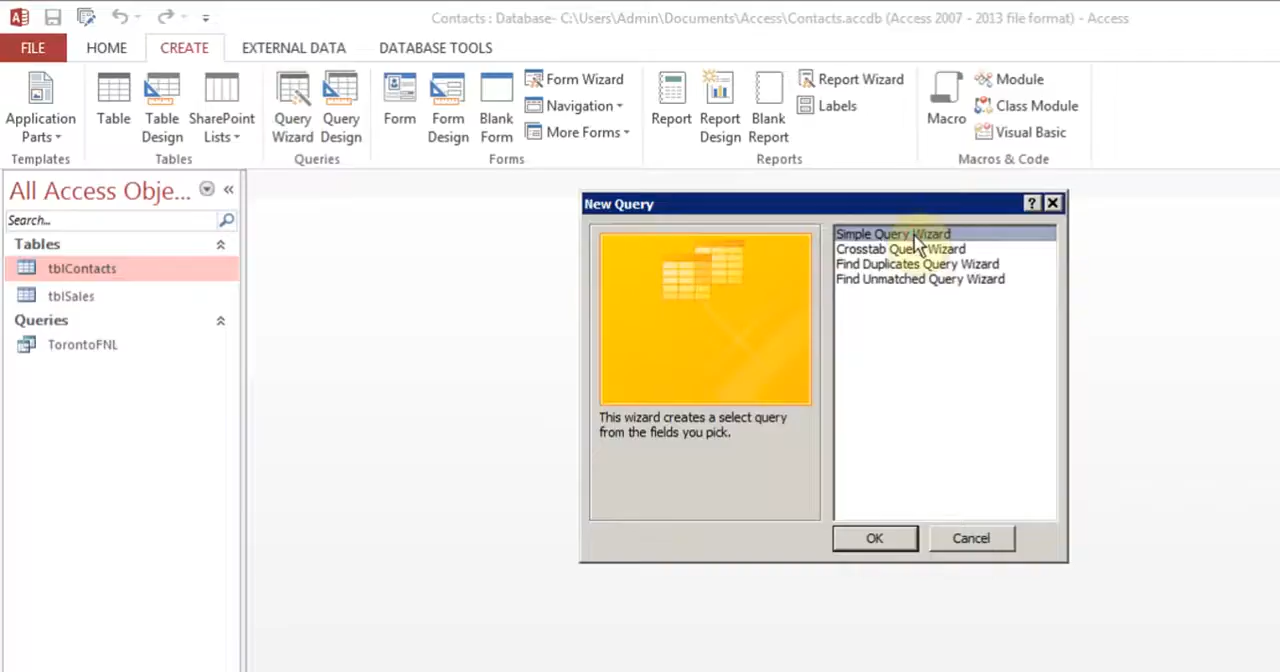 Contacts : Database- C:\Users\Admin\Documents\Access\Contacts.accdb (Access 2007 - 2013 file format) - Access
FILE HOME CREATE EXTERNAL DATA DATABASE TOOLS
Application Parts
Templates
Table
Table Design
SharePoint Lists
Tables
Query Wizard
Query Design
Queries
Form
Form Design
Blank Form
Form Wizard
Navigation
More Forms
Forms
Report
Report Design
Blank Report
Report Wizard
Labels
Reports
Macro
Module
Class Module
Visual Basic
Macros & Code
All Access Obje...
Search...
Tables
tblContacts
tblSales
Queries
TorontoFNL
New Query
Simple Query Wizard
Crosstab Query Wizard
Find Duplicates Query Wizard
Find Unmatched Query Wizard
This wizard creates a select query
from the fields you pick.
OK Cancel